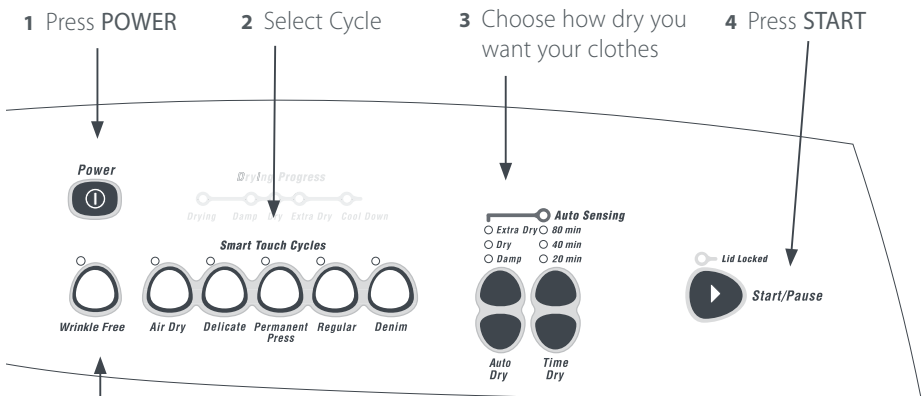 1 Press POWER
2 Select Cycle
3 Choose how dry you
want your clothes
4 Press START
Power
Drying Progress
Drying Damp Dry Extra Dry Cool Down
Smart Touch Cycles
Wrinkle Free
Air Dry
Delicate
Permanent
Press
Regular
Denim
Auto Sensing
Extra Dry 80 min
Dry 40 min
Damp 20 min
Auto
Dry
Time
Dry
Lid Locked
Start/Pause